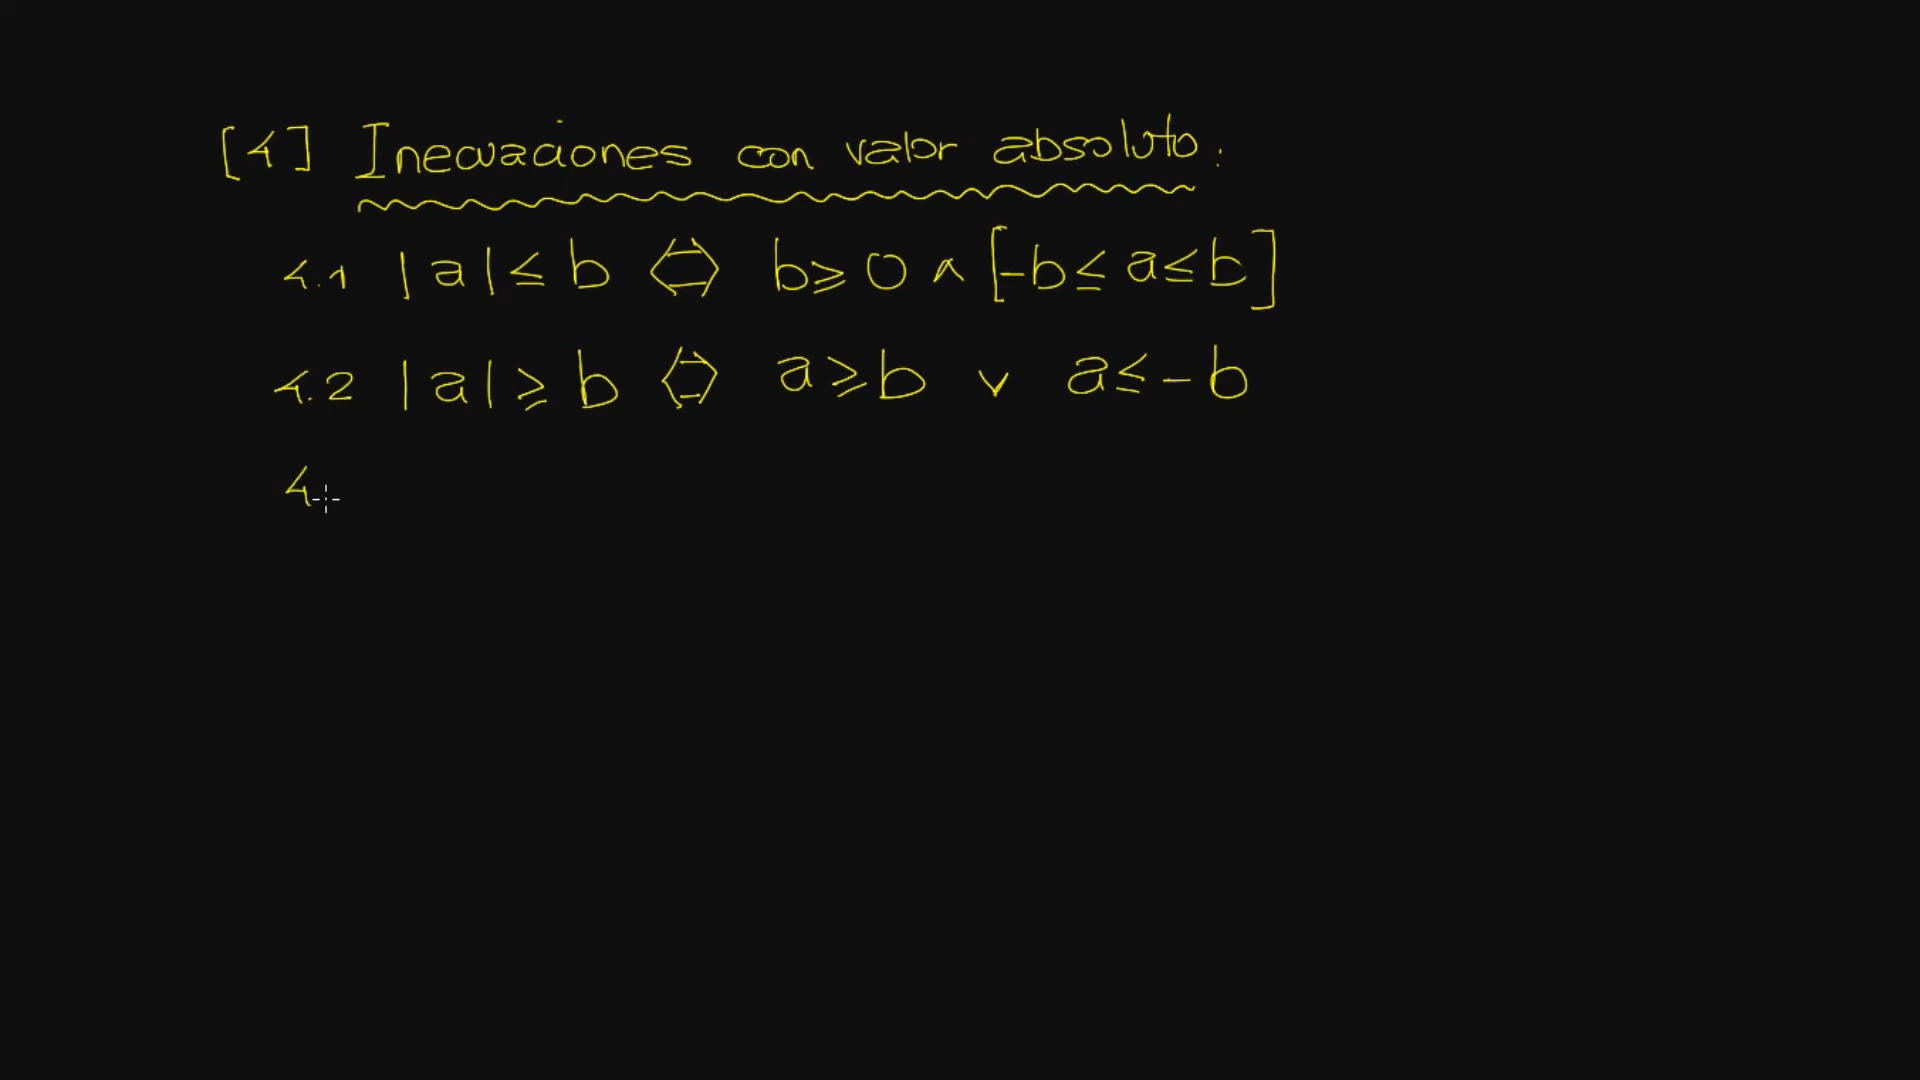 [4] Inecuaciones con valor absoluto:
4.1 |a| ≤ b ⇔ b ≥ 0 ∧ [-b ≤ a ≤ b]
4.2 |a| ≥ b ⇔ a ≥ b ∨ a ≤ -b
4